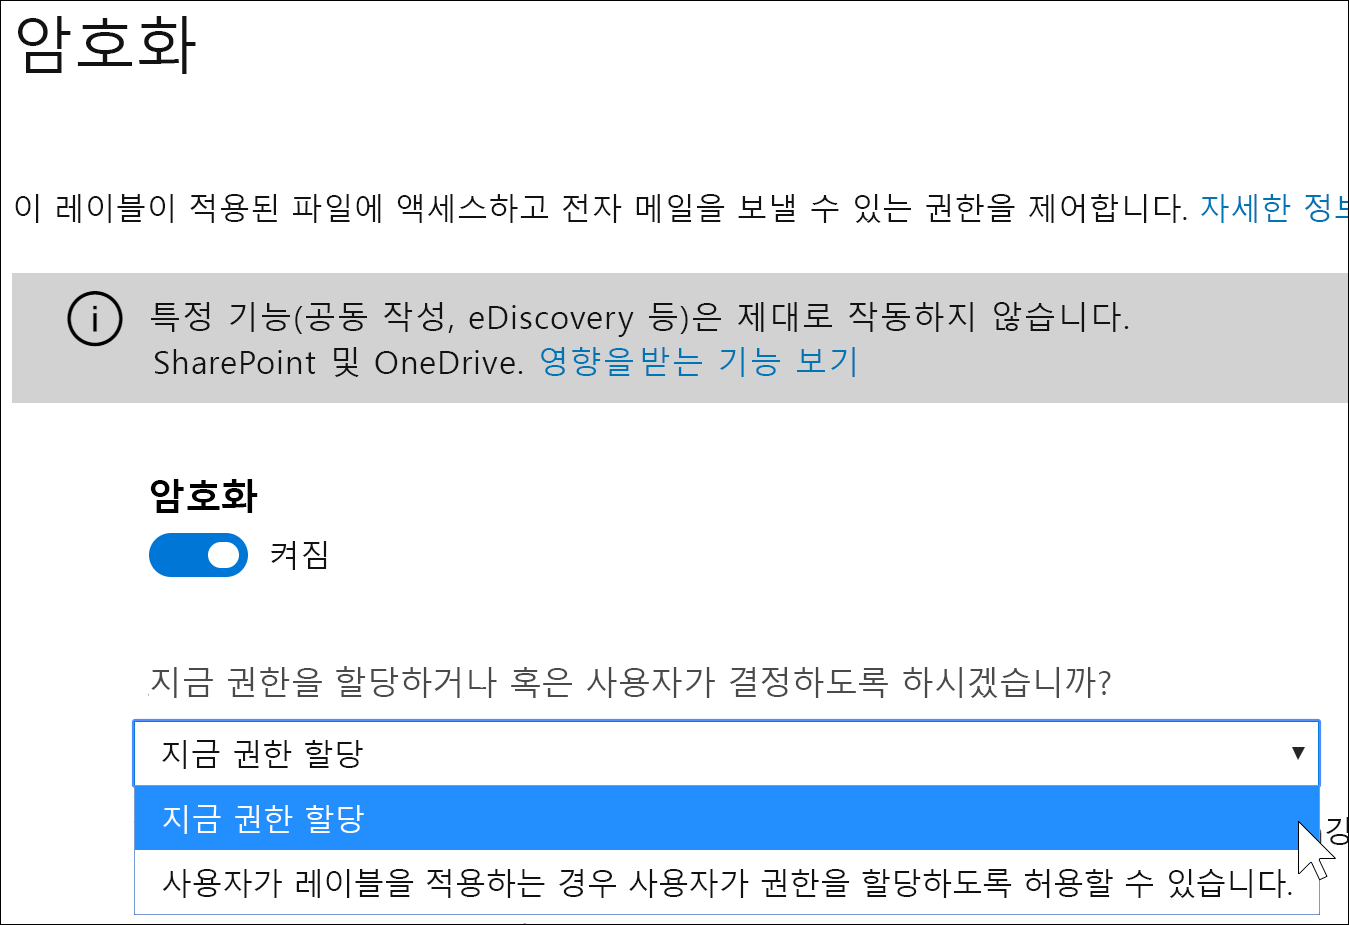 암호화
이 레이블이 적용된 파일에 액세스하고 전자 메일을 보낼 수 있는 권한을 제어합니다. 자세한
특정 기능(공동 작성, eDiscovery 등)은 제대로 작동하지 않습니다.
SharePoint 및 OneDrive. 영향을받는 기능 보기
암호화
켜짐
지금 권한을 할당하거나 혹은 사용자가 결정하도록 하시겠습니까?
지금 권한 할당
지금 권한 할당
사용자가 레이블을 적용하는 경우 사용자가 권한을 할당하도록 허용할 수 있습니다.